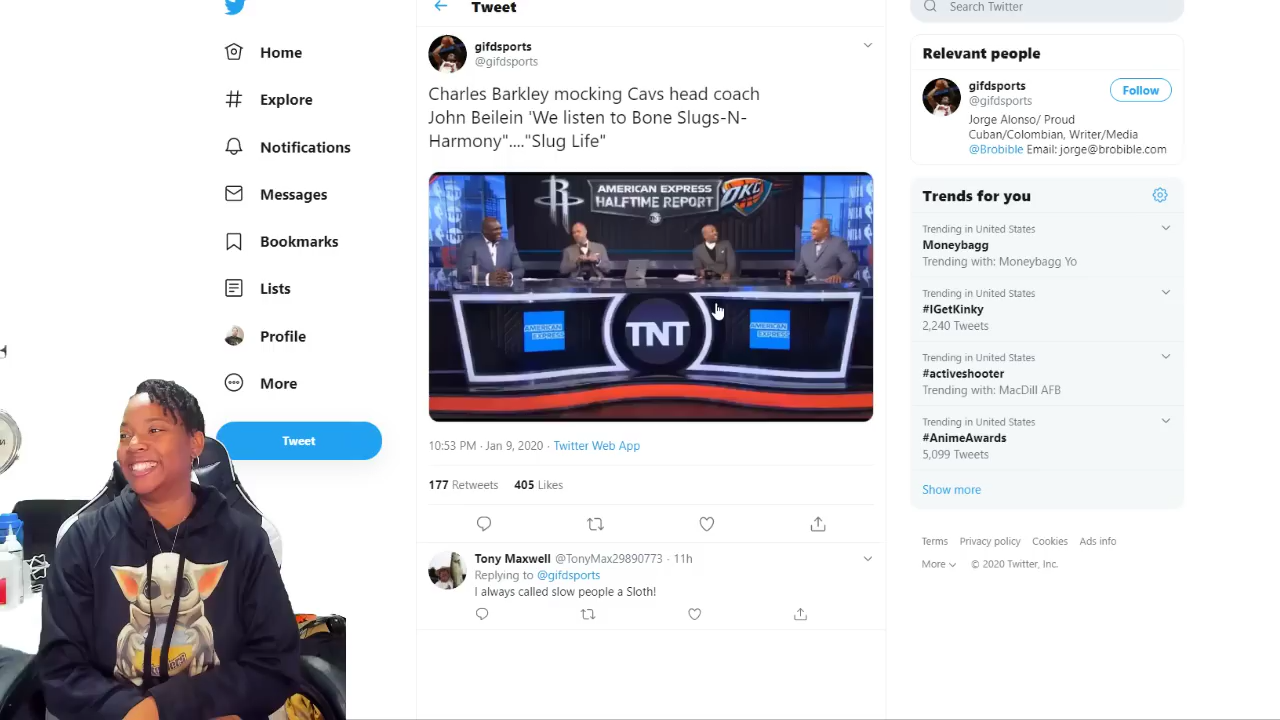 Home
Explore
Notifications
Messages
Bookmarks
Lists
Profile
More
Tweet
Tweet
gifdsports
@gifdsports
Charles Barkley mocking Cavs head coach
John Beilein 'We listen to Bone Slugs-N-
Harmony"...."Slug Life"
AMERICAN EXPRESS
HALFTIME REPORT
OKC
TNT
AMERICAN
EXPRESS
TNT
AMERICAN
EXPRESS
10:53 PM · Jan 9, 2020 · Twitter Web App
177 Retweets 405 Likes
Tony Maxwell @TonyMax29890773 · 11h
Replying to @gifdsports
I always called slow people a Sloth!
Search Twitter
Relevant people
gifdsports
@gifdsports
Follow
Jorge Alonso/ Proud
Cuban/Colombian, Writer/Media
@Brobible Email: jorge@brobible.com
Trends for you
Trending in United States
Moneybagg
Trending with: Moneybagg Yo
Trending in United States
#IGetKinky
2,240 Tweets
Trending in United States
#activeshooter
Trending with: MacDill AFB
Trending in United States
#AnimeAwards
5,099 Tweets
Show more
Terms Privacy policy Cookies Ads info
More © 2020 Twitter, Inc.